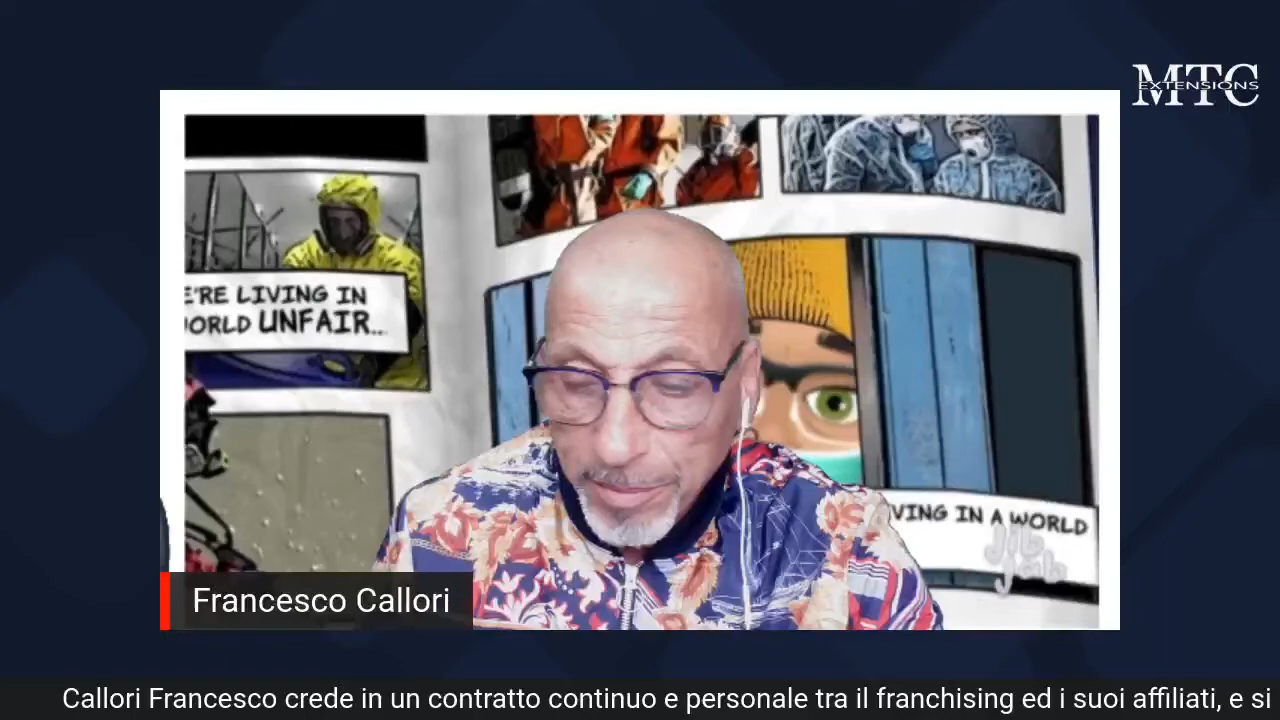 MTC
EXTENSIONS
E'RE LIVING IN
ORLD UNFAIR...
VING IN A WORLD
Francesco Callori
Callori Francesco crede in un contratto continuo e personale tra il franchising ed i suoi affiliati, e si